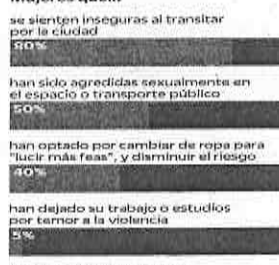 Mujeres que...
se sienten inseguras al transitar
por la ciudad
80%
han sido agredidas sexualmente en
el espacio o transporte público
50%
han optado por cambiar de ropa para
"lucir más feas", y disminuir el riesgo
40%
han dejado su trabajo o estudios
por temor a la violencia
5%